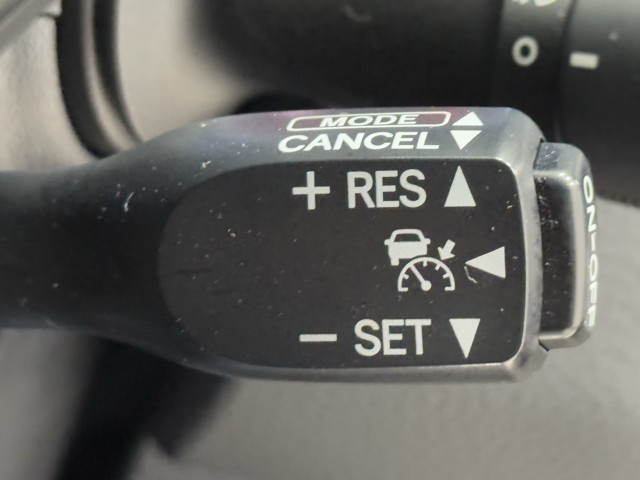 MODE
CANCEL
+ RES
- SET
ON-OFF
O